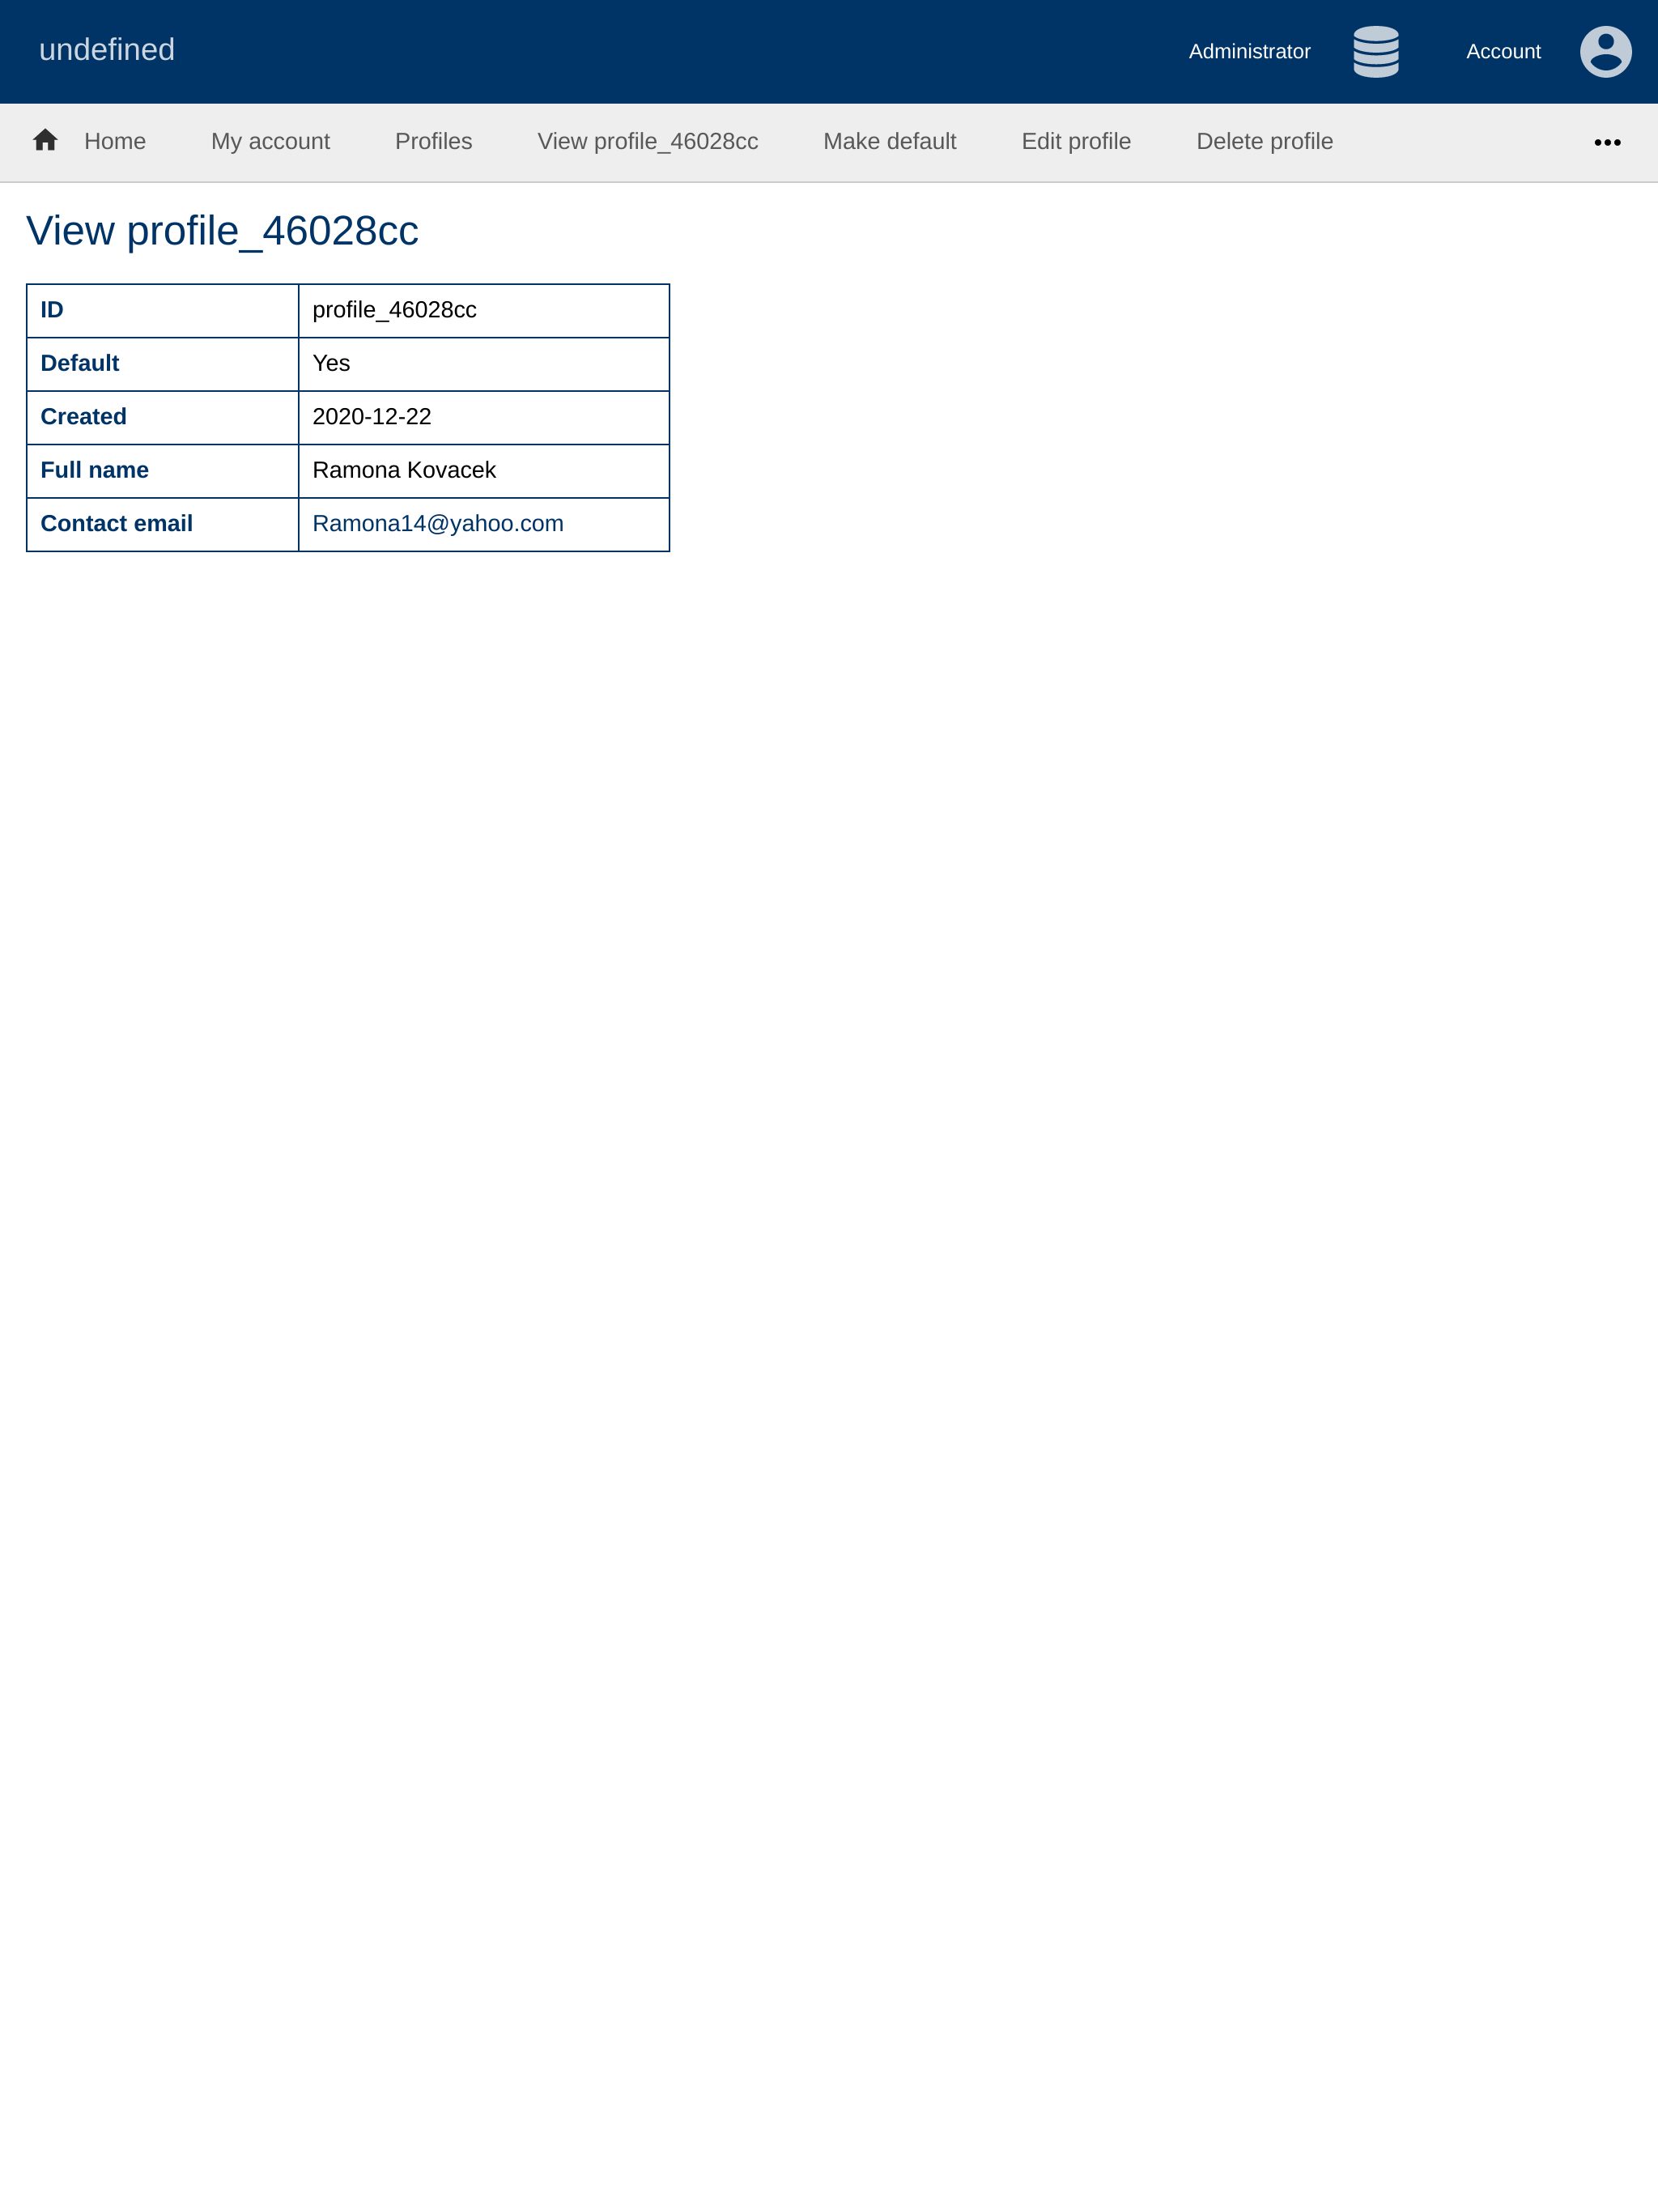 undefined
Administrator
Account
Home My account Profiles View profile_46028cc Make default Edit profile Delete profile •••
View profile_46028cc
ID profile_46028cc
Default Yes
Created 2020-12-22
Full name Ramona Kovacek
Contact email Ramona14@yahoo.com